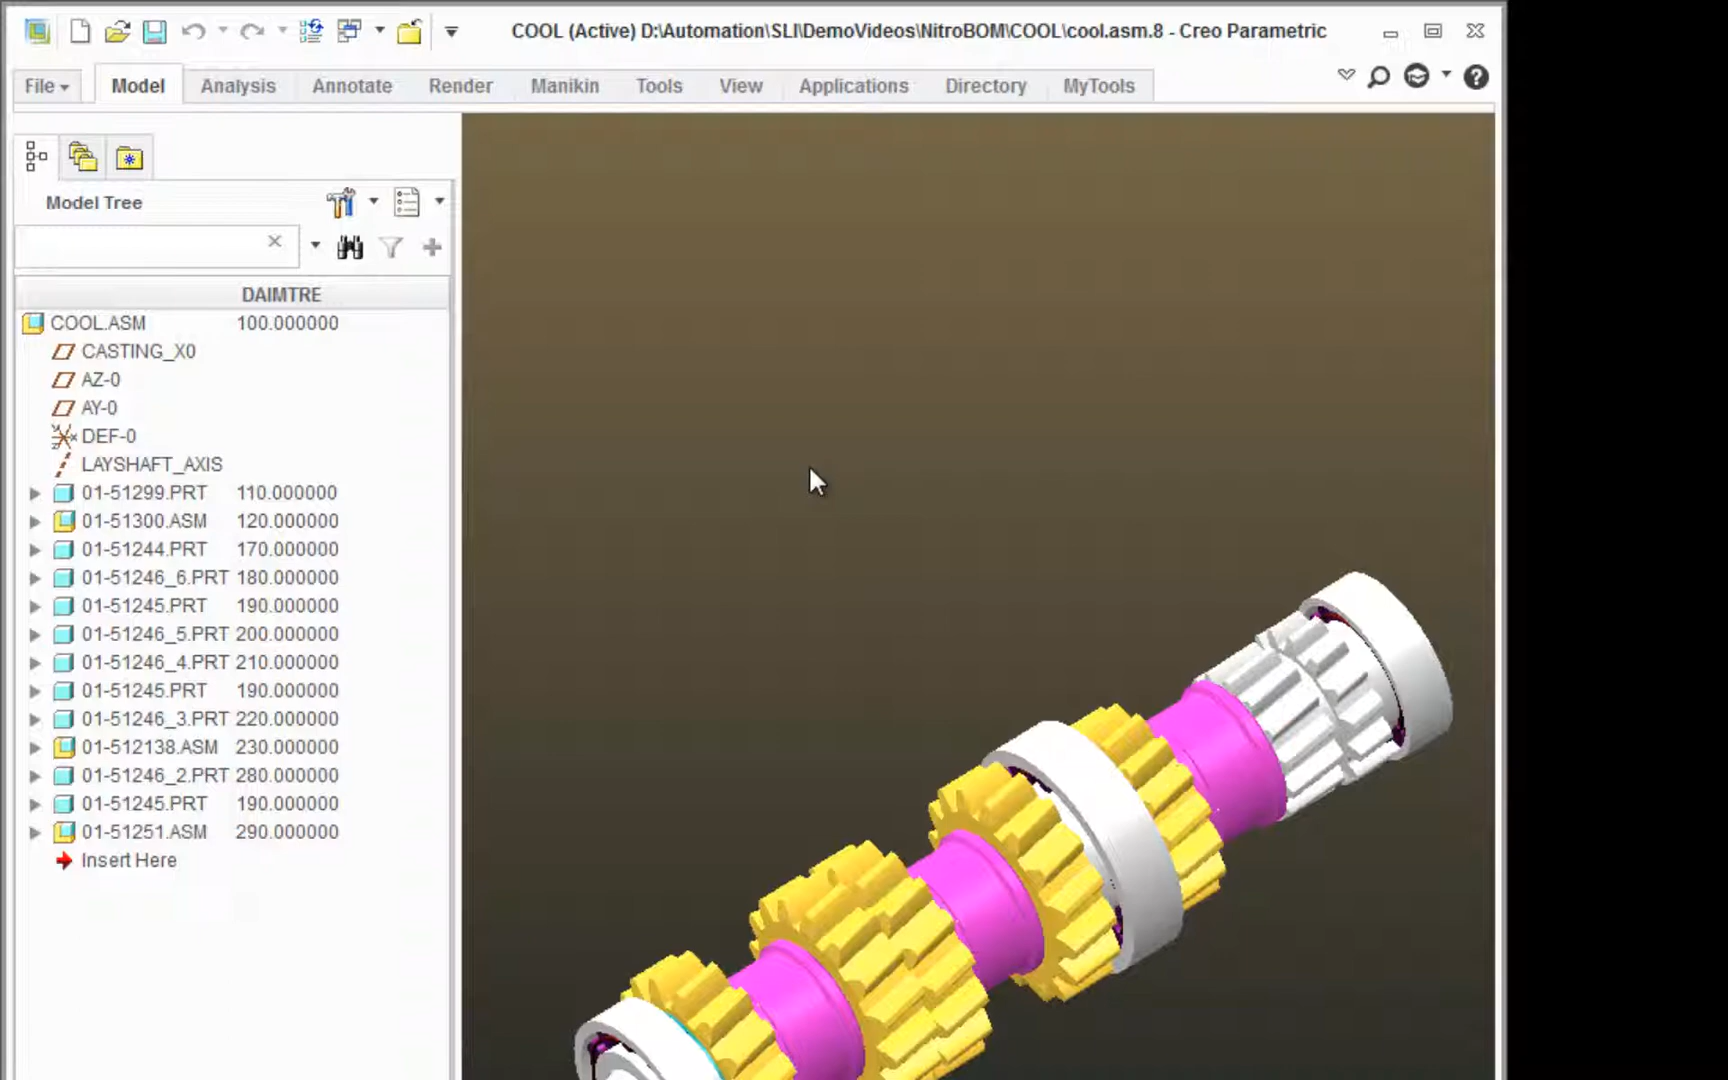 COOL (Active) D:\Automation\SLI\DemoVideos\NitroBOM\COOL\cool.asm.8 - Creo Parametric
File Model Analysis Annotate Render Manikin Tools View Applications Directory MyTools
Model Tree
DAIMTRE
COOL.ASM 100.000000
CASTING_X0
AZ-0
AY-0
DEF-0
LAYSHAFT_AXIS
01-51299.PRT 110.000000
01-51300.ASM 120.000000
01-51244.PRT 170.000000
01-51246_6.PRT 180.000000
01-51245.PRT 190.000000
01-51246_5.PRT 200.000000
01-51246_4.PRT 210.000000
01-51245.PRT 190.000000
01-51246_3.PRT 220.000000
01-512138.ASM 230.000000
01-51246_2.PRT 280.000000
01-51245.PRT 190.000000
01-51251.ASM 290.000000
Insert Here